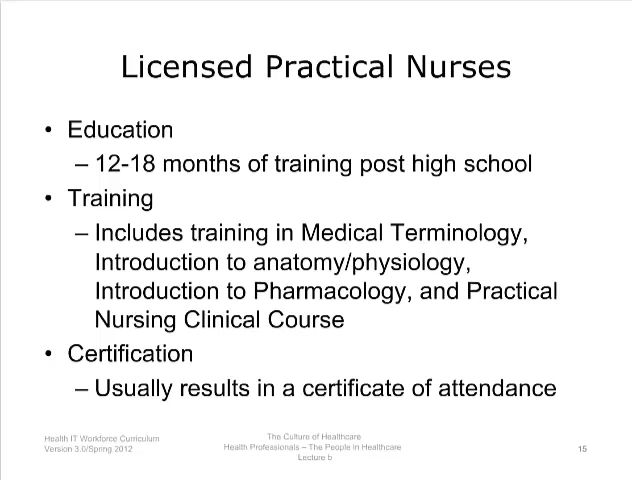 Licensed Practical Nurses
• Education
– 12-18 months of training post high school
• Training
– Includes training in Medical Terminology,
Introduction to anatomy/physiology,
Introduction to Pharmacology, and Practical
Nursing Clinical Course
• Certification
– Usually results in a certificate of attendance
Health IT Workforce Curriculum
Version 3.0/Spring 2012
The Culture of Healthcare
Health Professionals – The People in Healthcare
Lecture b
15